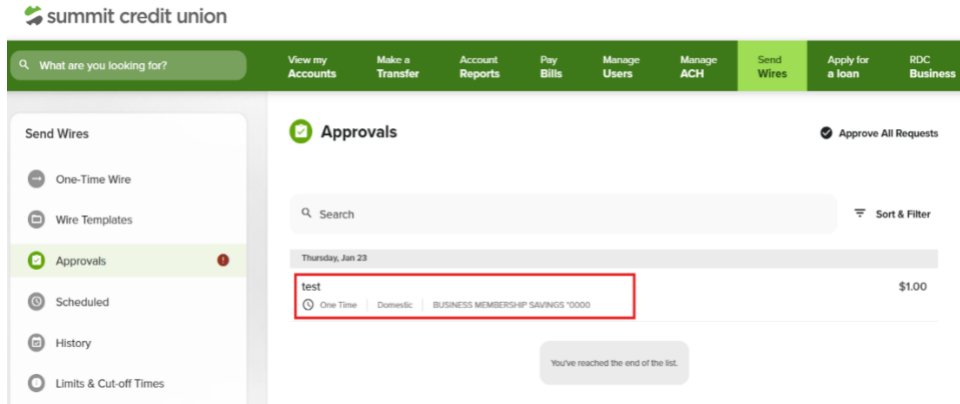 summit credit union
What are you looking for?
View my Accounts
Make a Transfer
Account Reports
Pay Bills
Manage Users
Manage ACH
Send Wires
Apply for a loan
RDC Business
Send Wires
One-Time Wire
Wire Templates
Approvals
Scheduled
History
Limits & Cut-off Times
Approvals
Approve All Requests
Search
Sort & Filter
Thursday, Jan 23
test
$1.00
One Time | Domestic | BUSINESS MEMBERSHIP SAVINGS *0000
You've reached the end of the list.